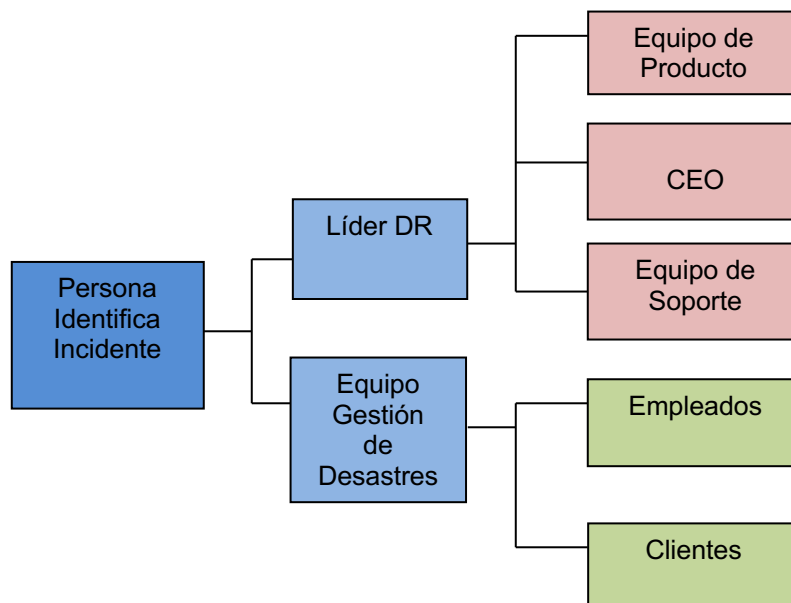 Persona
Identifica
Incidente
Líder DR
Equipo
Gestión
de
Desastres
Equipo de
Producto
CEO
Equipo de
Soporte
Empleados
Clientes